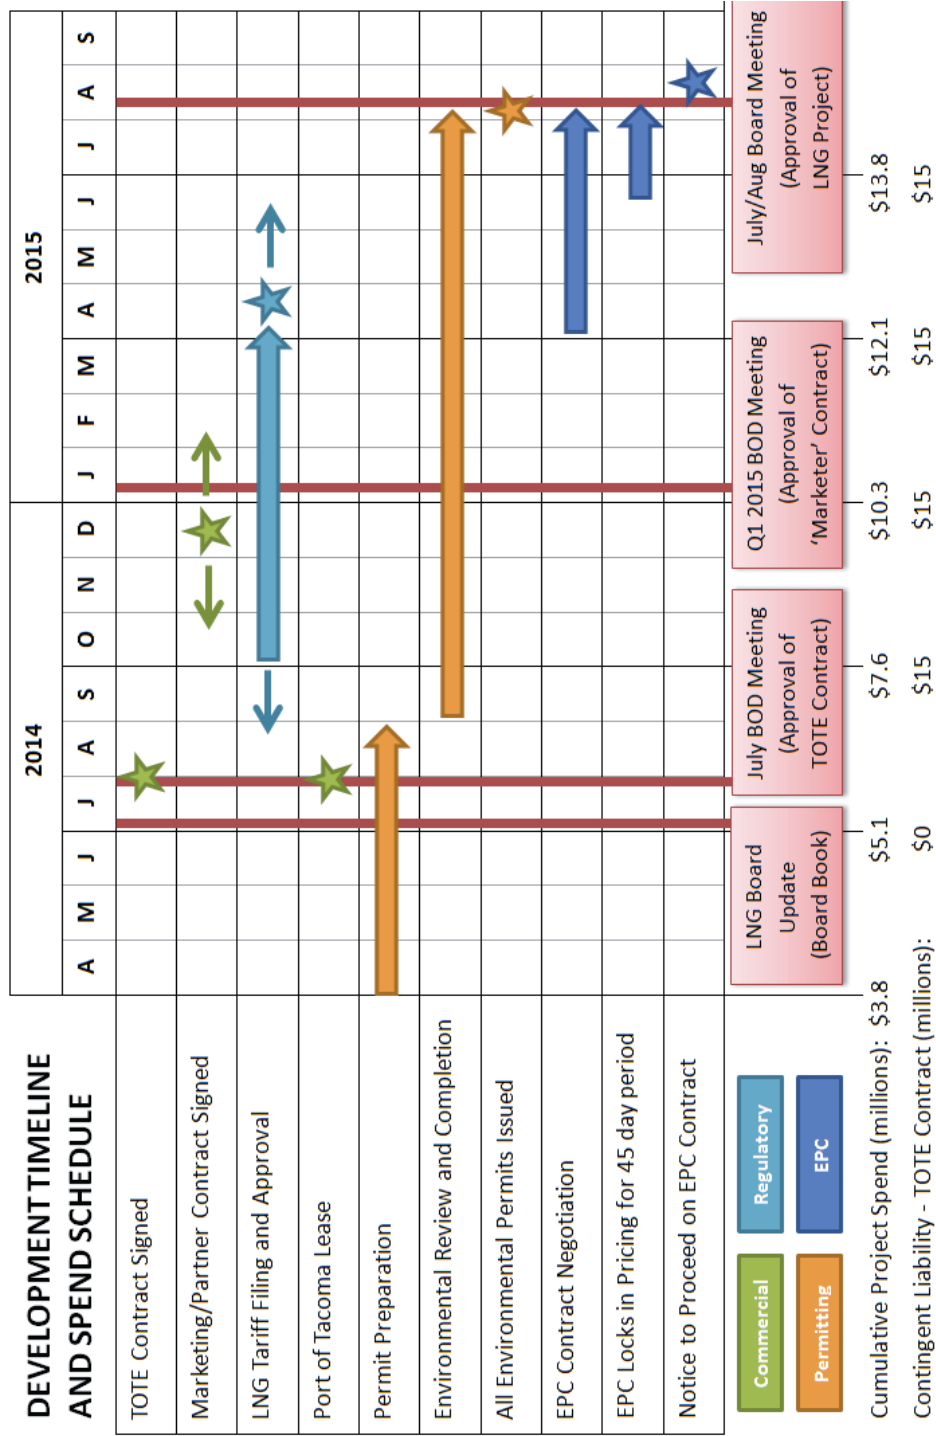 DEVELOPMENT TIMELINE
AND SPEND SCHEDULE
2014 2015
A M J J A S O N D J F M A M J J A S
TOTE Contract Signed
Marketing/Partner Contract Signed
LNG Tariff Filing and Approval
Port of Tacoma Lease
Permit Preparation
Environmental Review and Completion
All Environmental Permits Issued
EPC Contract Negotiation
EPC Locks in Pricing for 45 day period
Notice to Proceed on EPC Contract
Commercial Regulatory
Permitting EPC
LNG Board
Update
(Board Book)
July BOD Meeting
(Approval of
TOTE Contract)
Q1 2015 BOD Meeting
(Approval of
‘Marketer’ Contract)
July/Aug Board Meeting
(Approval of
LNG Project)
Cumulative Project Spend (millions): $3.8 $5.1 $7.6 $10.3 $12.1 $13.8
Contingent Liability - TOTE Contract (millions): $0 $15 $15 $15 $15